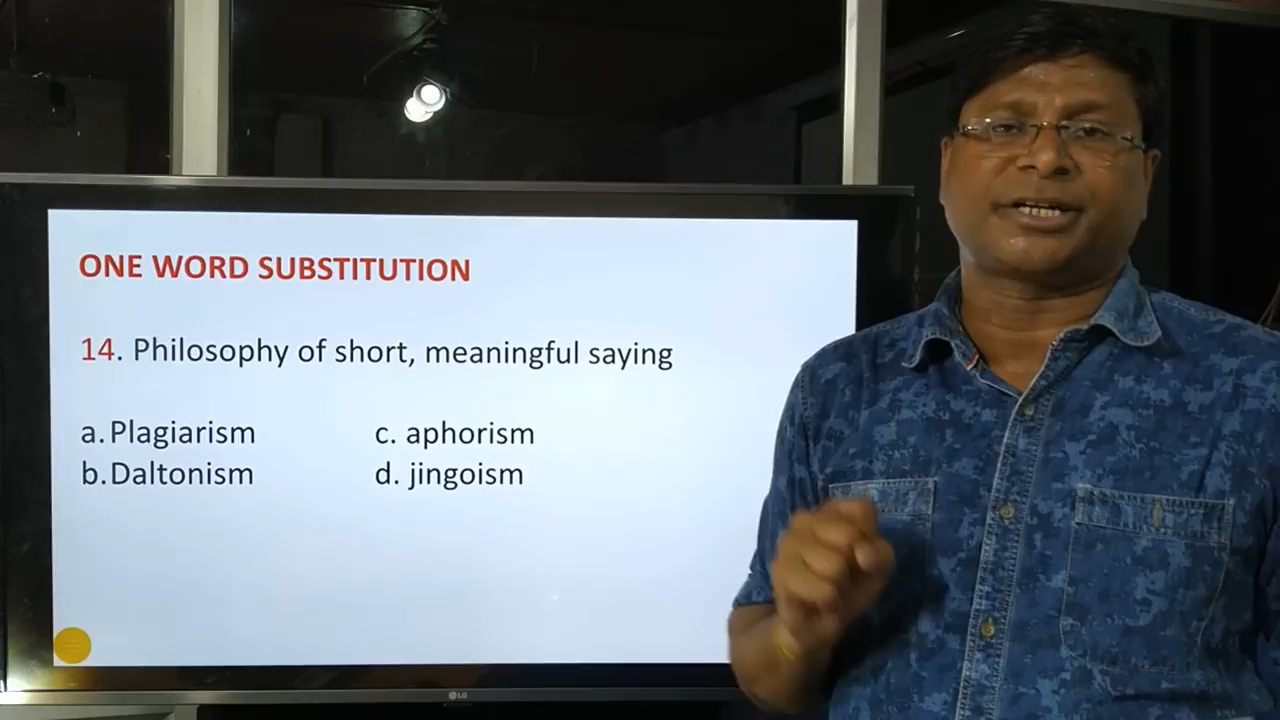 ONE WORD SUBSTITUTION
14. Philosophy of short, meaningful saying
a. Plagiarism c. aphorism
b. Daltonism d. jingoism
LG